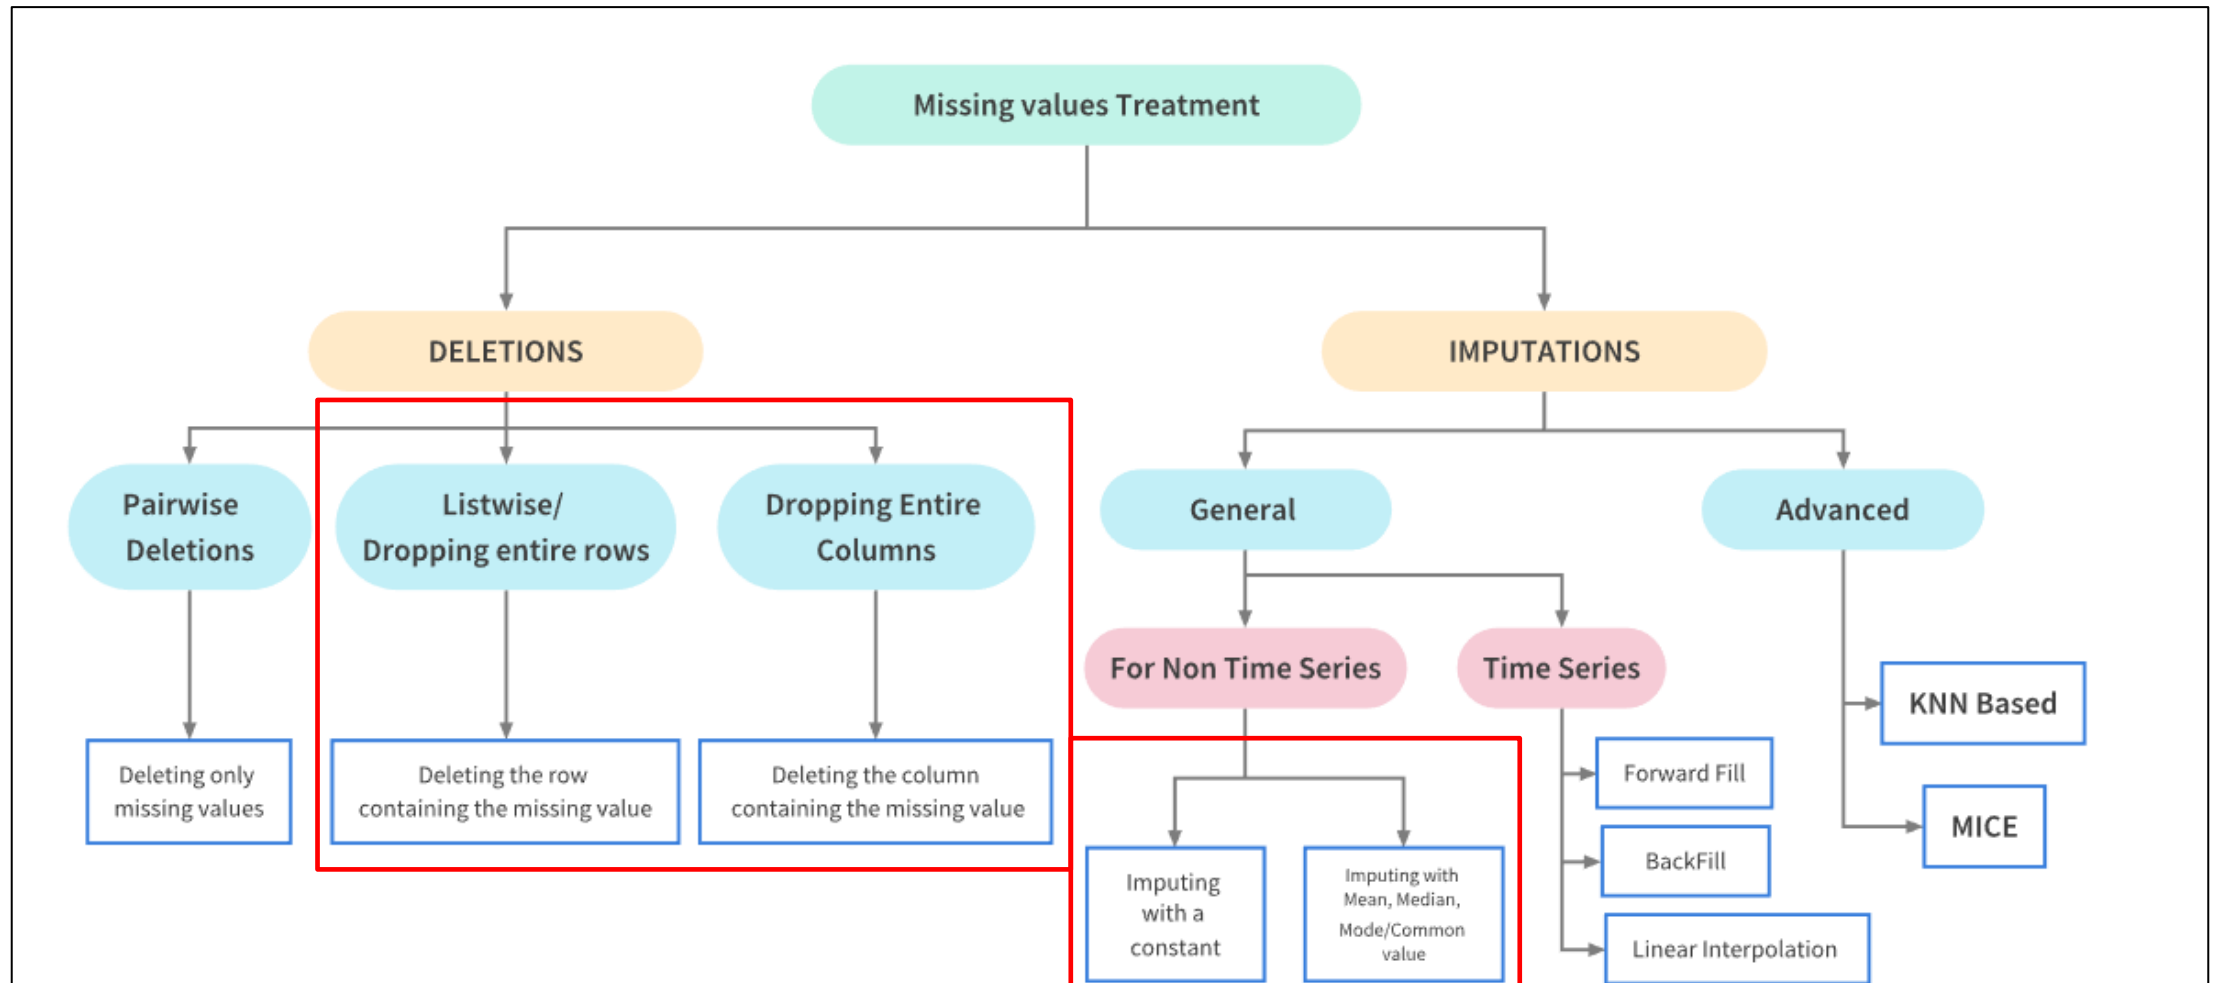 Missing values Treatment
DELETIONS
IMPUTATIONS
Pairwise
Deletions
Listwise/
Dropping entire rows
Dropping Entire
Columns
General
Advanced
For Non Time Series
Time Series
KNN Based
MICE
Deleting only
missing values
Deleting the row
containing the missing value
Deleting the column
containing the missing value
Imputing
with a
constant
Imputing with
Mean, Median,
Mode/Common
value
Forward Fill
BackFill
Linear Interpolation